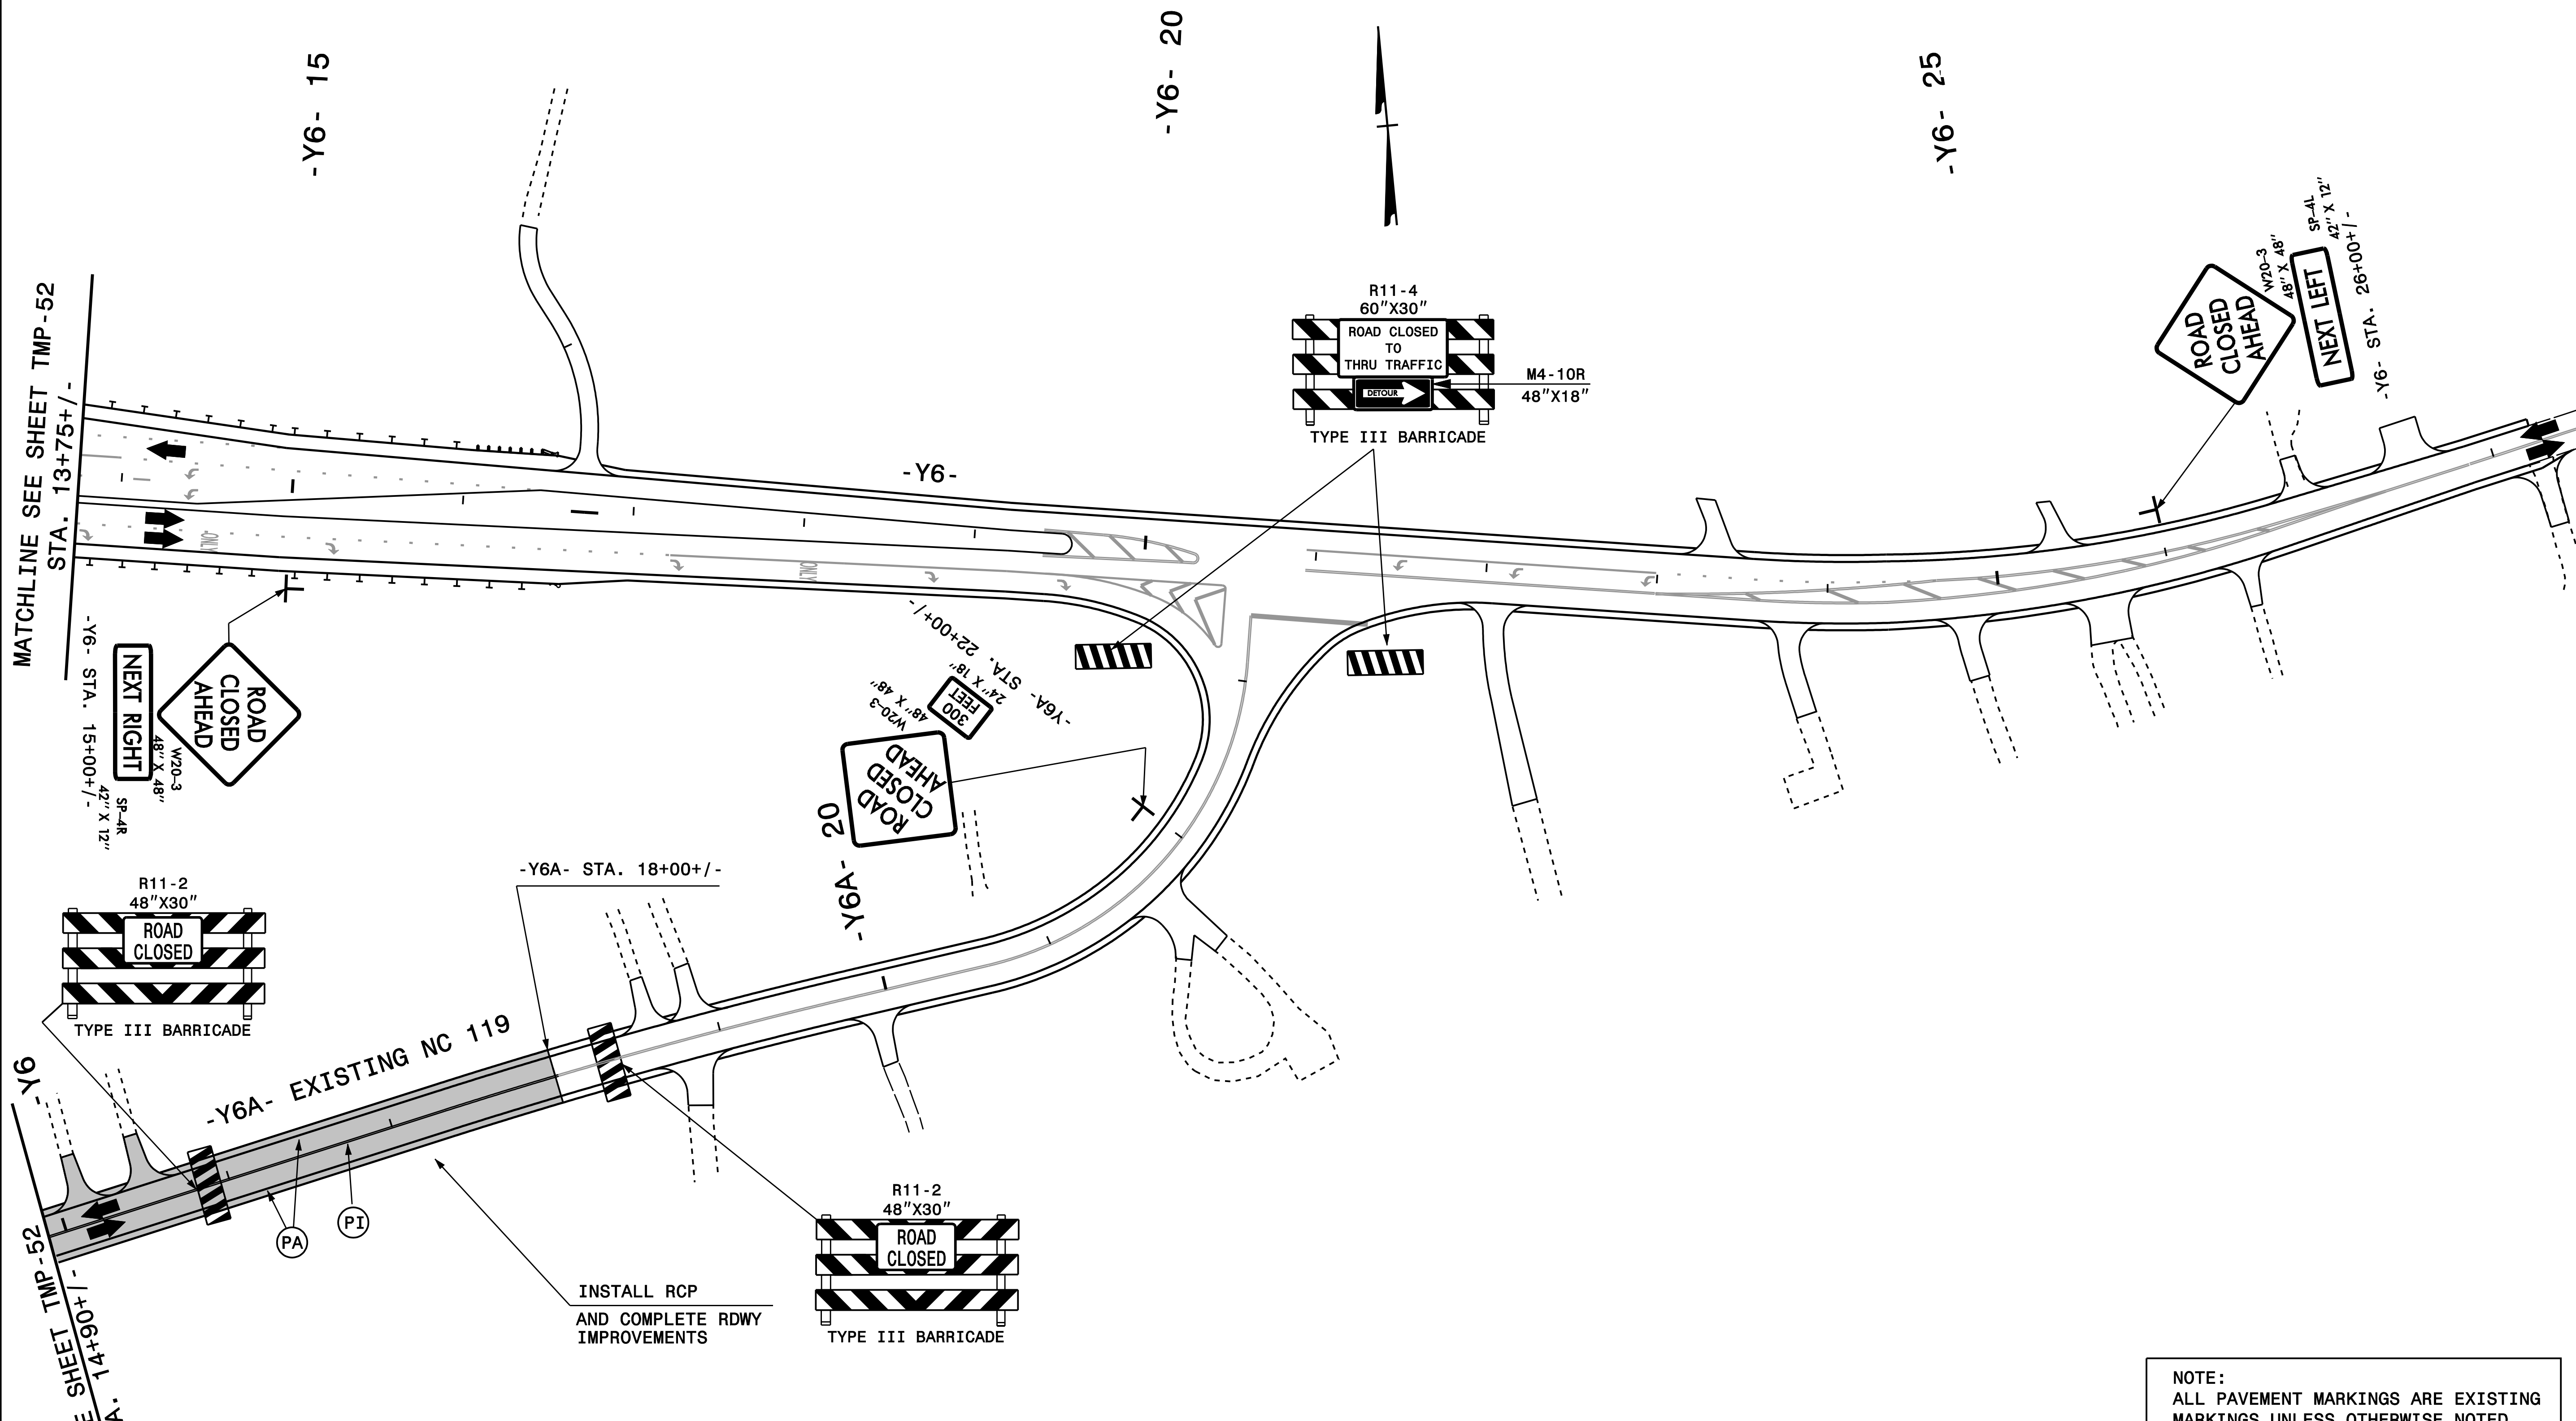 -Y6- 15
-Y6- 20
-Y6- 25
MATCHLINE SEE SHEET TMP-52
STA. 13+75+/-
R11-4
60"X30"
ROAD CLOSED
TO
THRU TRAFFIC
DETOUR
M4-10R
48"X18"
TYPE III BARRICADE
ROAD
CLOSED
AHEAD
W20-3
48" X 48"
NEXT LEFT
SP-4L
42" X 12"
-Y6- STA. 26+00+/-
-Y6-
ONLY
ONLY
-Y6- STA. 15+00+/-
NEXT RIGHT
SP-4R
42" X 12"
ROAD
CLOSED
AHEAD
W20-3
48" X 48"
-Y6A- STA. 22+00+/-
300
FEET
24" X 18"
W20-3
48" X 48"
ROAD
CLOSED
AHEAD
-Y6A- 20
-Y6A- STA. 18+00+/-
R11-2
48"X30"
ROAD
CLOSED
TYPE III BARRICADE
-Y6A- EXISTING NC 119
-Y6
PA
PI
E SHEET TMP-52
A. 14+90+/-
INSTALL RCP
AND COMPLETE RDWY
IMPROVEMENTS
R11-2
48"X30"
ROAD
CLOSED
TYPE III BARRICADE
NOTE:
ALL PAVEMENT MARKINGS ARE EXISTING
MARKINGS UNLESS OTHERWISE NOTED